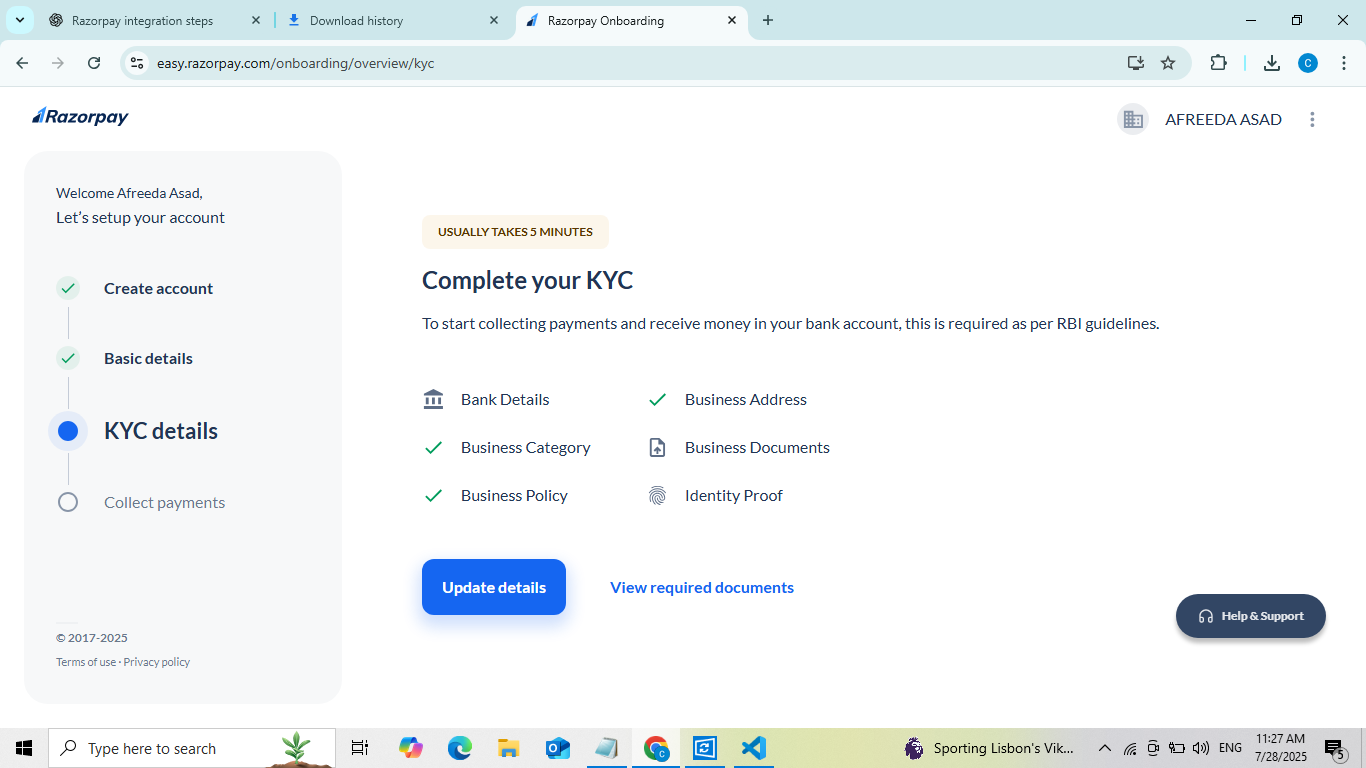 Razorpay integration steps
Download history
Razorpay Onboarding
easy.razorpay.com/onboarding/overview/kyc
C
Razorpay
AFREEDA ASAD
Welcome Afreeda Asad,
Let's setup your account
Create account
Basic details
KYC details
Collect payments
© 2017-2025
Terms of use · Privacy policy
USUALLY TAKES 5 MINUTES
Complete your KYC
To start collecting payments and receive money in your bank account, this is required as per RBI guidelines.
Bank Details
Business Address
Business Category
Business Documents
Business Policy
Identity Proof
Update details
View required documents
Help & Support
Type here to search
Sporting Lisbon's Vik...
ENG
11:27 AM
7/28/2025
5